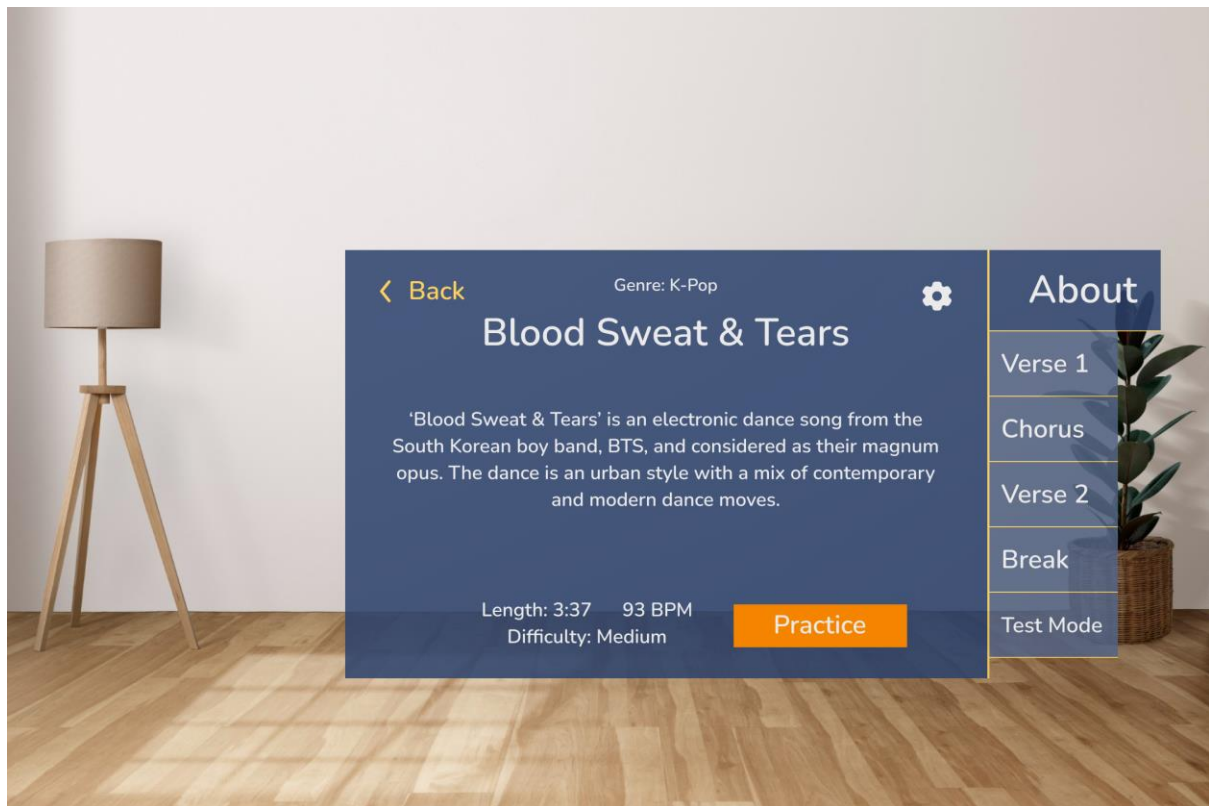 Back
Genre: K-Pop
Blood Sweat & Tears
‘Blood Sweat & Tears’ is an electronic dance song from the
South Korean boy band, BTS, and considered as their magnum
opus. The dance is an urban style with a mix of contemporary
and modern dance moves.
Length: 3:37 93 BPM
Difficulty: Medium
Practice
About
Verse 1
Chorus
Verse 2
Break
Test Mode